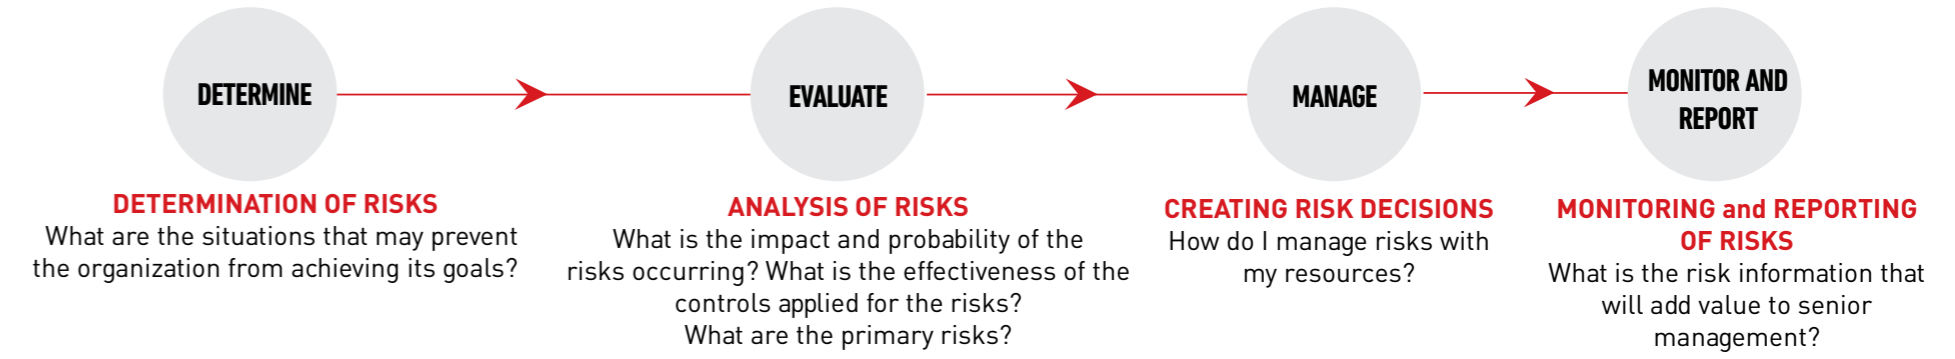 DETERMINE
EVALUATE
MANAGE
MONITOR AND
REPORT
DETERMINATION OF RISKS
What are the situations that may prevent
the organization from achieving its goals?
ANALYSIS OF RISKS
What is the impact and probability of the
risks occurring? What is the effectiveness of the
controls applied for the risks?
What are the primary risks?
CREATING RISK DECISIONS
How do I manage risks with
my resources?
MONITORING and REPORTING
OF RISKS
What is the risk information that
will add value to senior
management?